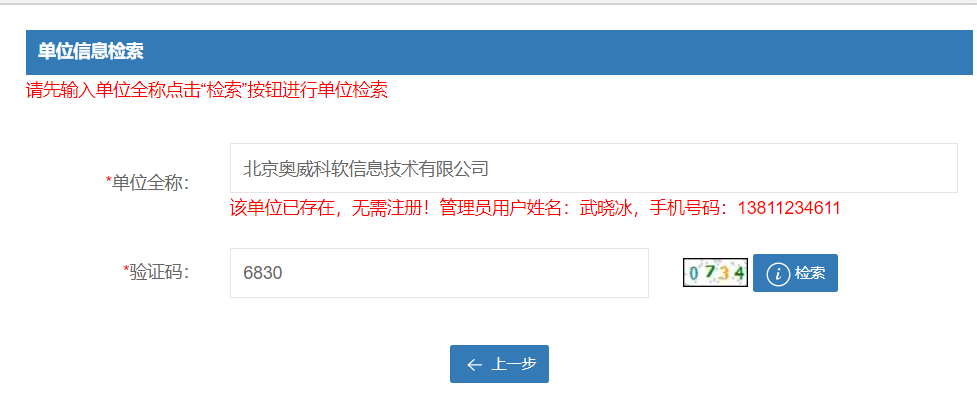 单位信息检索
请先输入单位全称点击“检索”按钮进行单位检索
*单位全称： 北京奥威科软信息技术有限公司
该单位已存在，无需注册！管理员用户姓名：武晓冰，手机号码：13811234611
*验证码： 6830 0734 检索
← 上一步